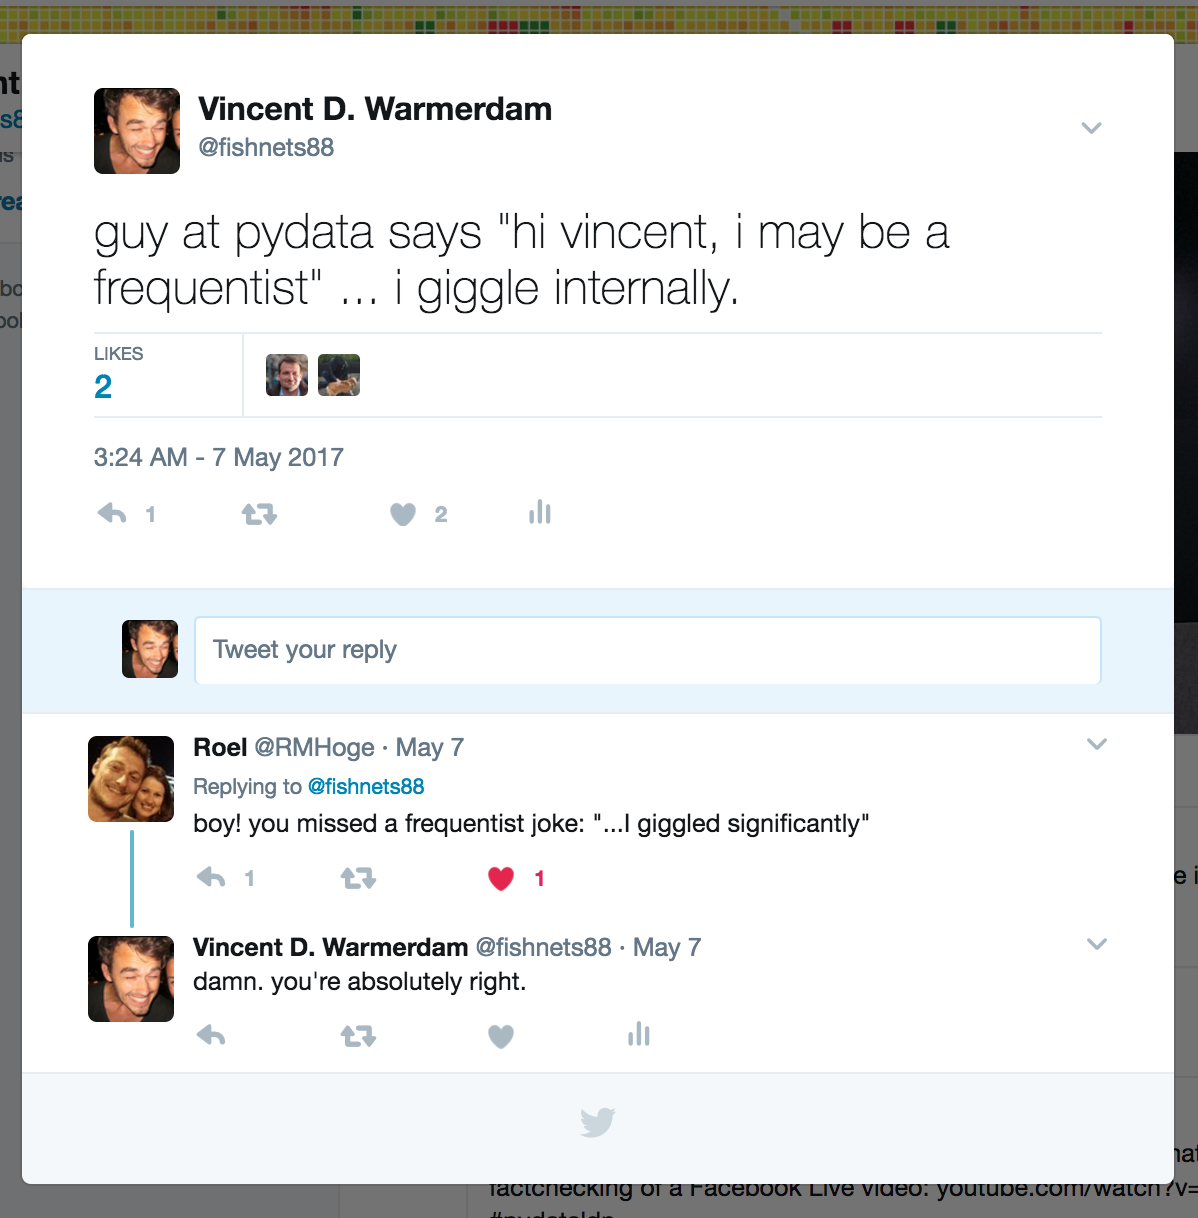 Vincent D. Warmerdam
@fishnets88
guy at pydata says "hi vincent, i may be a
frequentist" ... i giggle internally.
LIKES
2
3:24 AM - 7 May 2017
1 2
Tweet your reply
Roel @RMHoge · May 7
Replying to @fishnets88
boy! you missed a frequentist joke: "...I giggled significantly"
1 1
Vincent D. Warmerdam @fishnets88 · May 7
damn. you're absolutely right.
factchecking of a Facebook Live video: youtube.com/watch?v=
#pydataldn